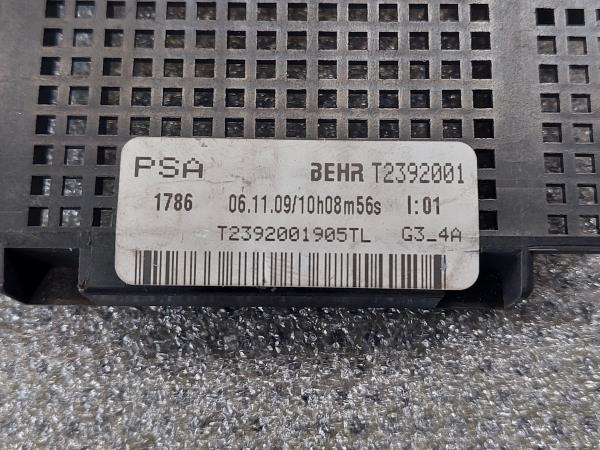 PSA BEHR T2392001
1786 06.11.09/10h08m56s I:01
T2392001905TL G3_4A